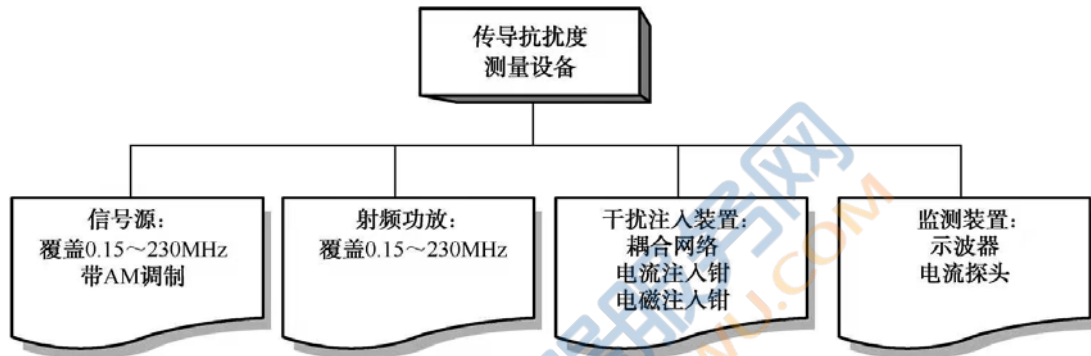 传导抗扰度
测量设备
信号源：
覆盖0.15～230MHz
带AM调制
射频功放：
覆盖0.15～230MHz
干扰注入装置：
耦合网络
电流注入钳
电磁注入钳
监测装置：
示波器
电流探头